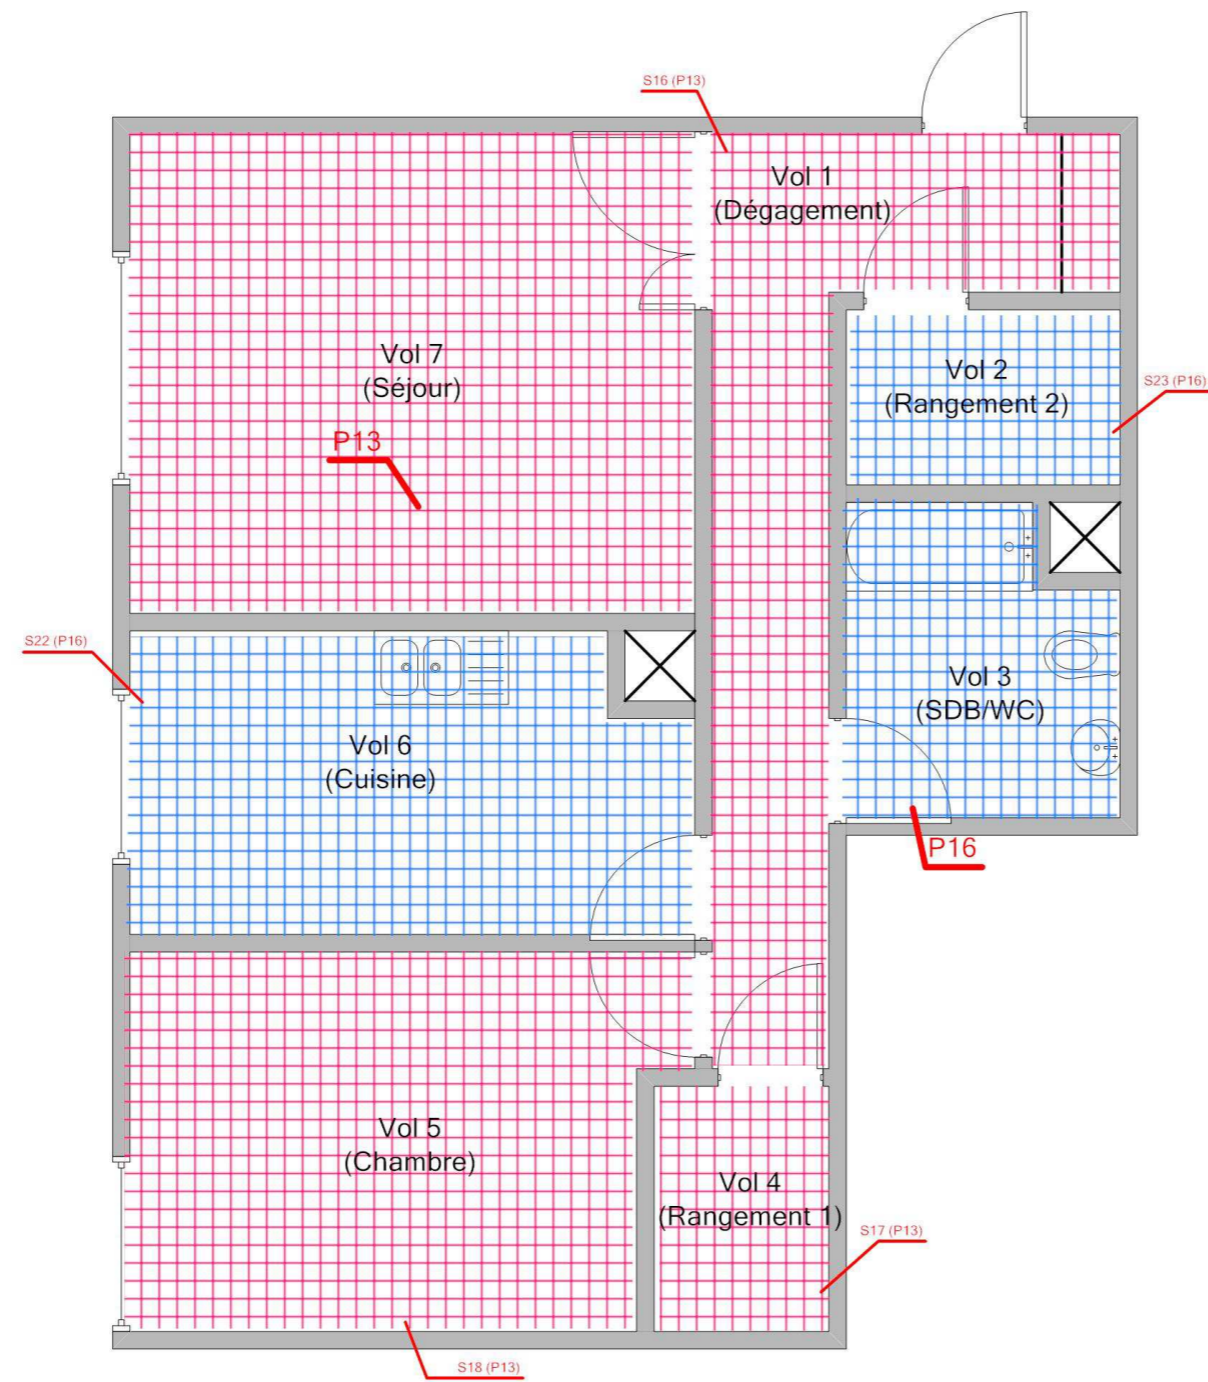 S16 (P13)
Vol 1
(Dégagement)
Vol 7
(Séjour)
Vol 2
(Rangement 2)
S23 (P16)
P13
S22 (P16)
Vol 3
(SDB/WC)
Vol 6
(Cuisine)
P16
Vol 5
(Chambre)
Vol 4
(Rangement 1)
S17 (P13)
S18 (P13)